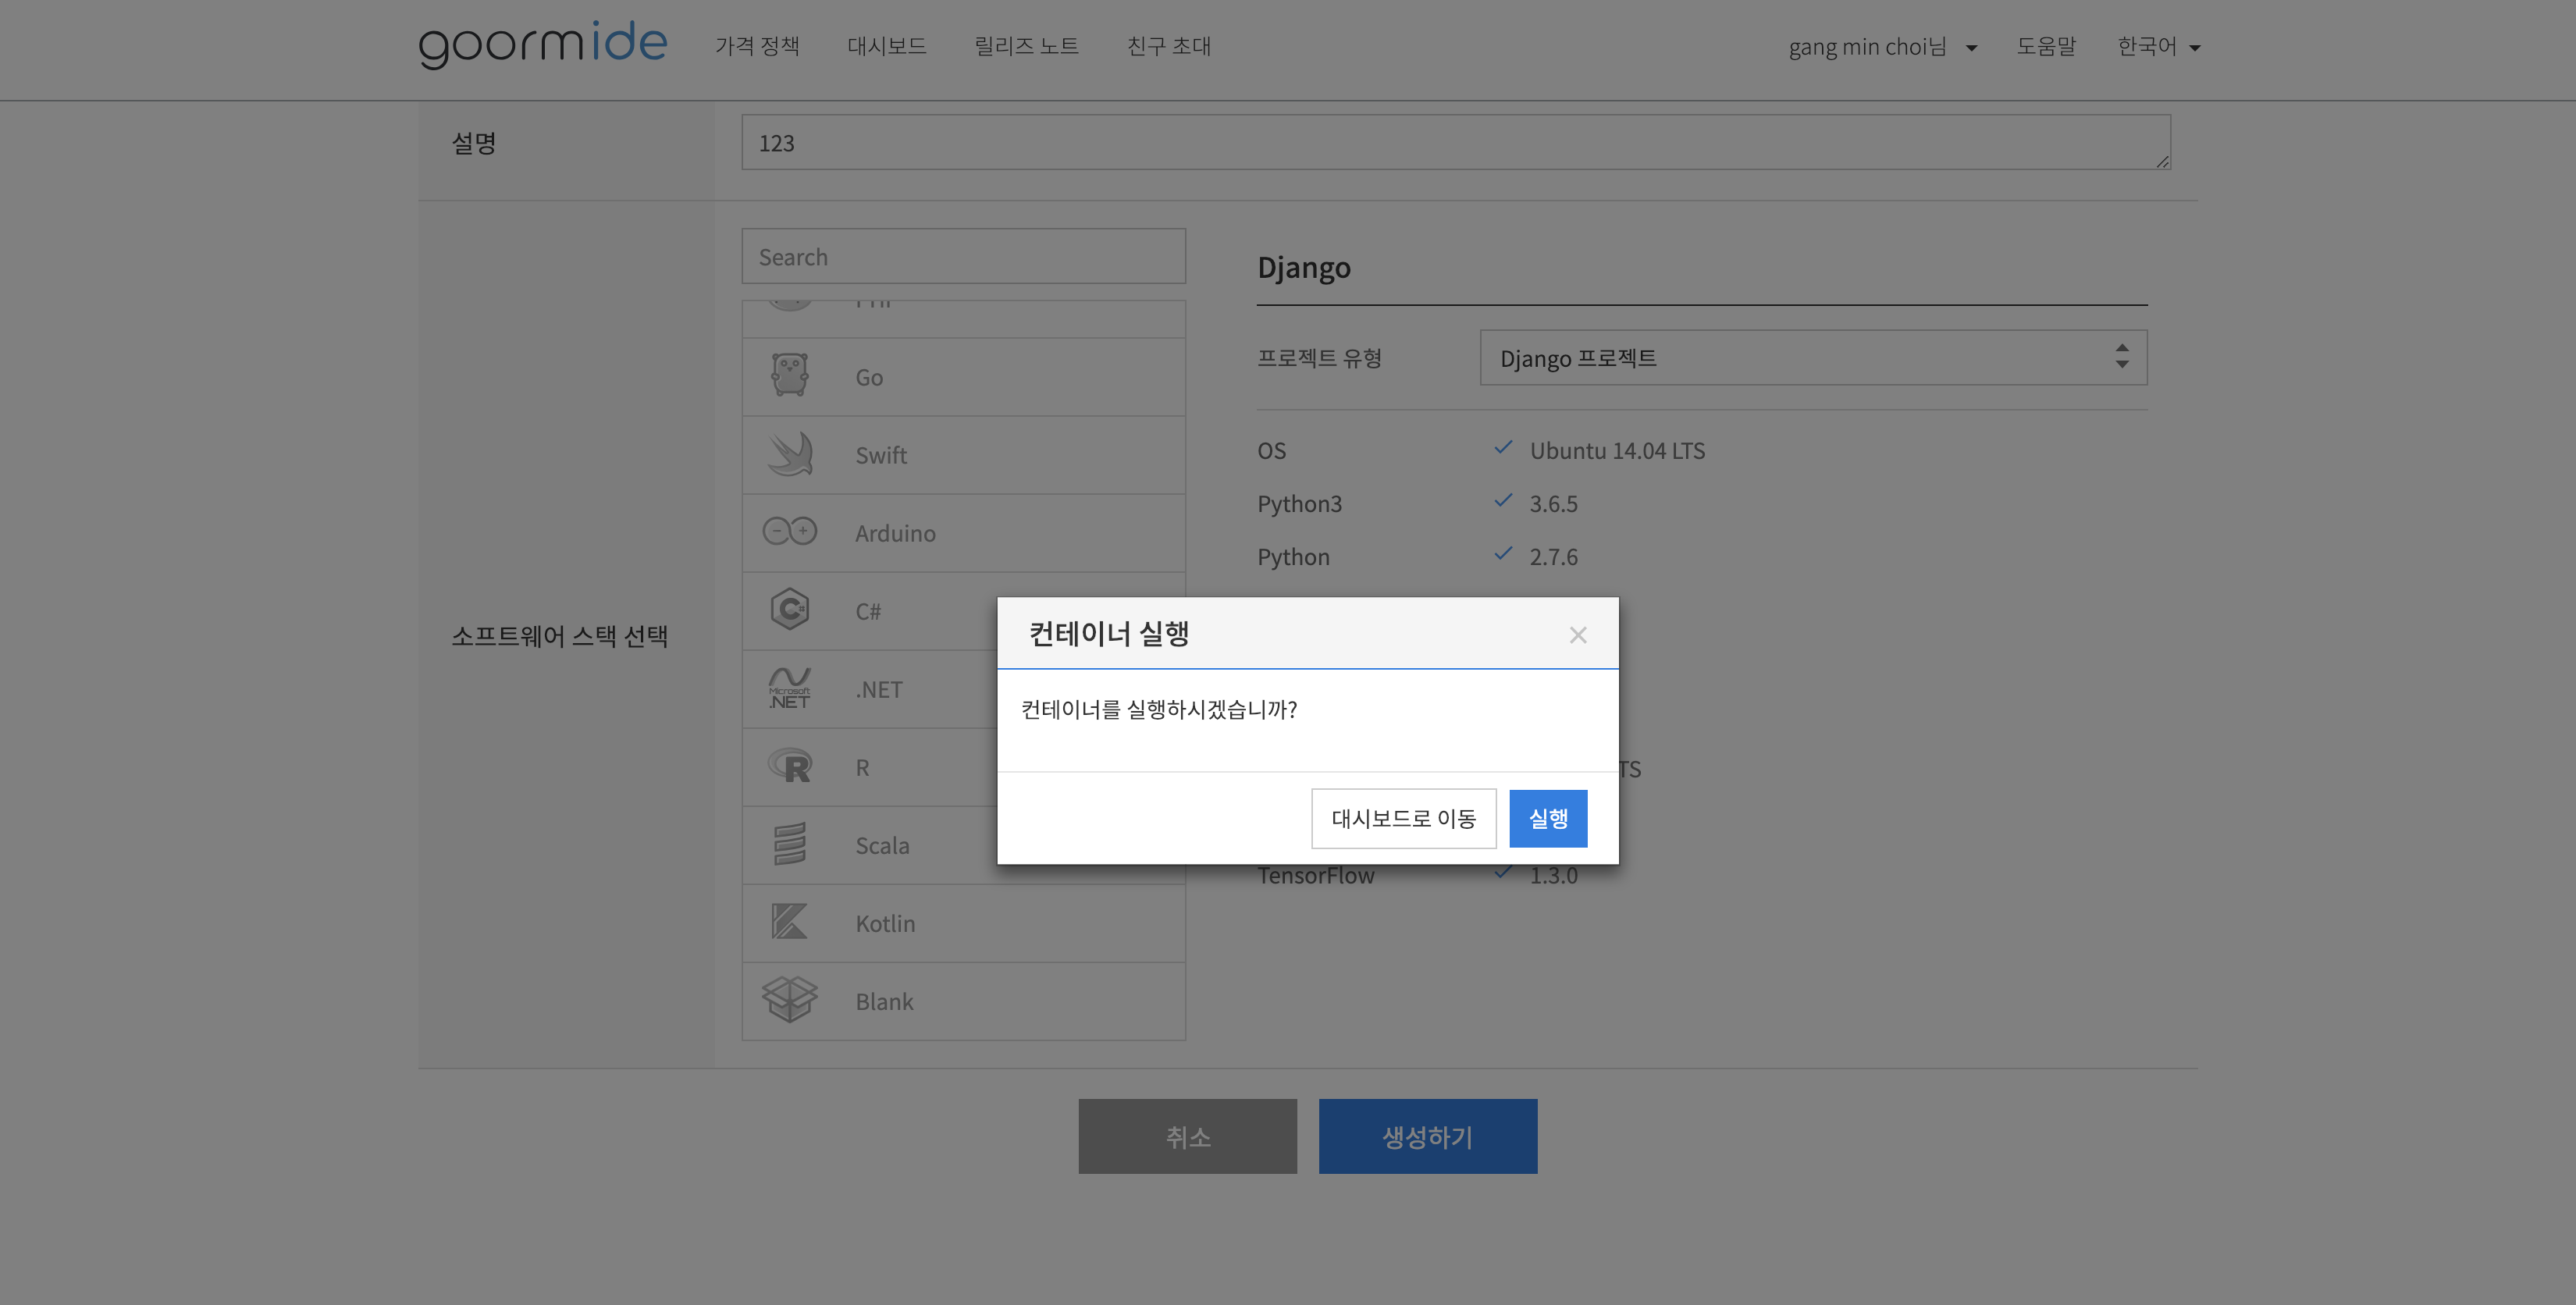 goormide 가격 정책 대시보드 릴리즈 노트 친구 초대 gang min choi님 도움말 한국어
설명
123
소프트웨어 스택 선택
Search
Go
Swift
Arduino
C#
Microsoft .NET
.NET
R
Scala
Kotlin
Blank
Django
프로젝트 유형 Django 프로젝트
OS Ubuntu 14.04 LTS
Python3 3.6.5
Python 2.7.6
TS
TensorFlow 1.3.0
컨테이너 실행
컨테이너를 실행하시겠습니까?
대시보드로 이동 실행
취소 생성하기